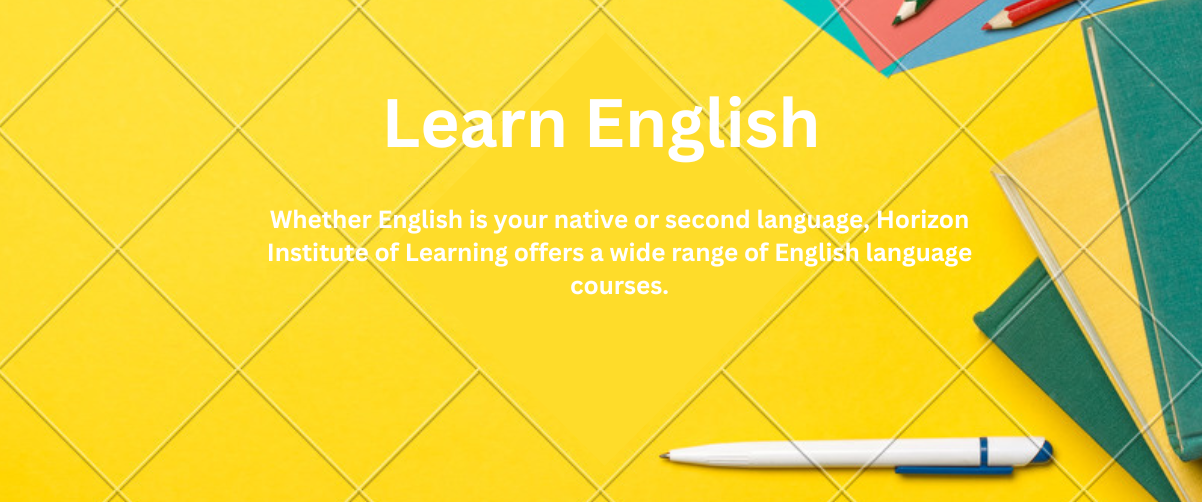 Learn English
Whether English is your native or second language, Horizon
Institute of Learning offers a wide range of English language
courses.